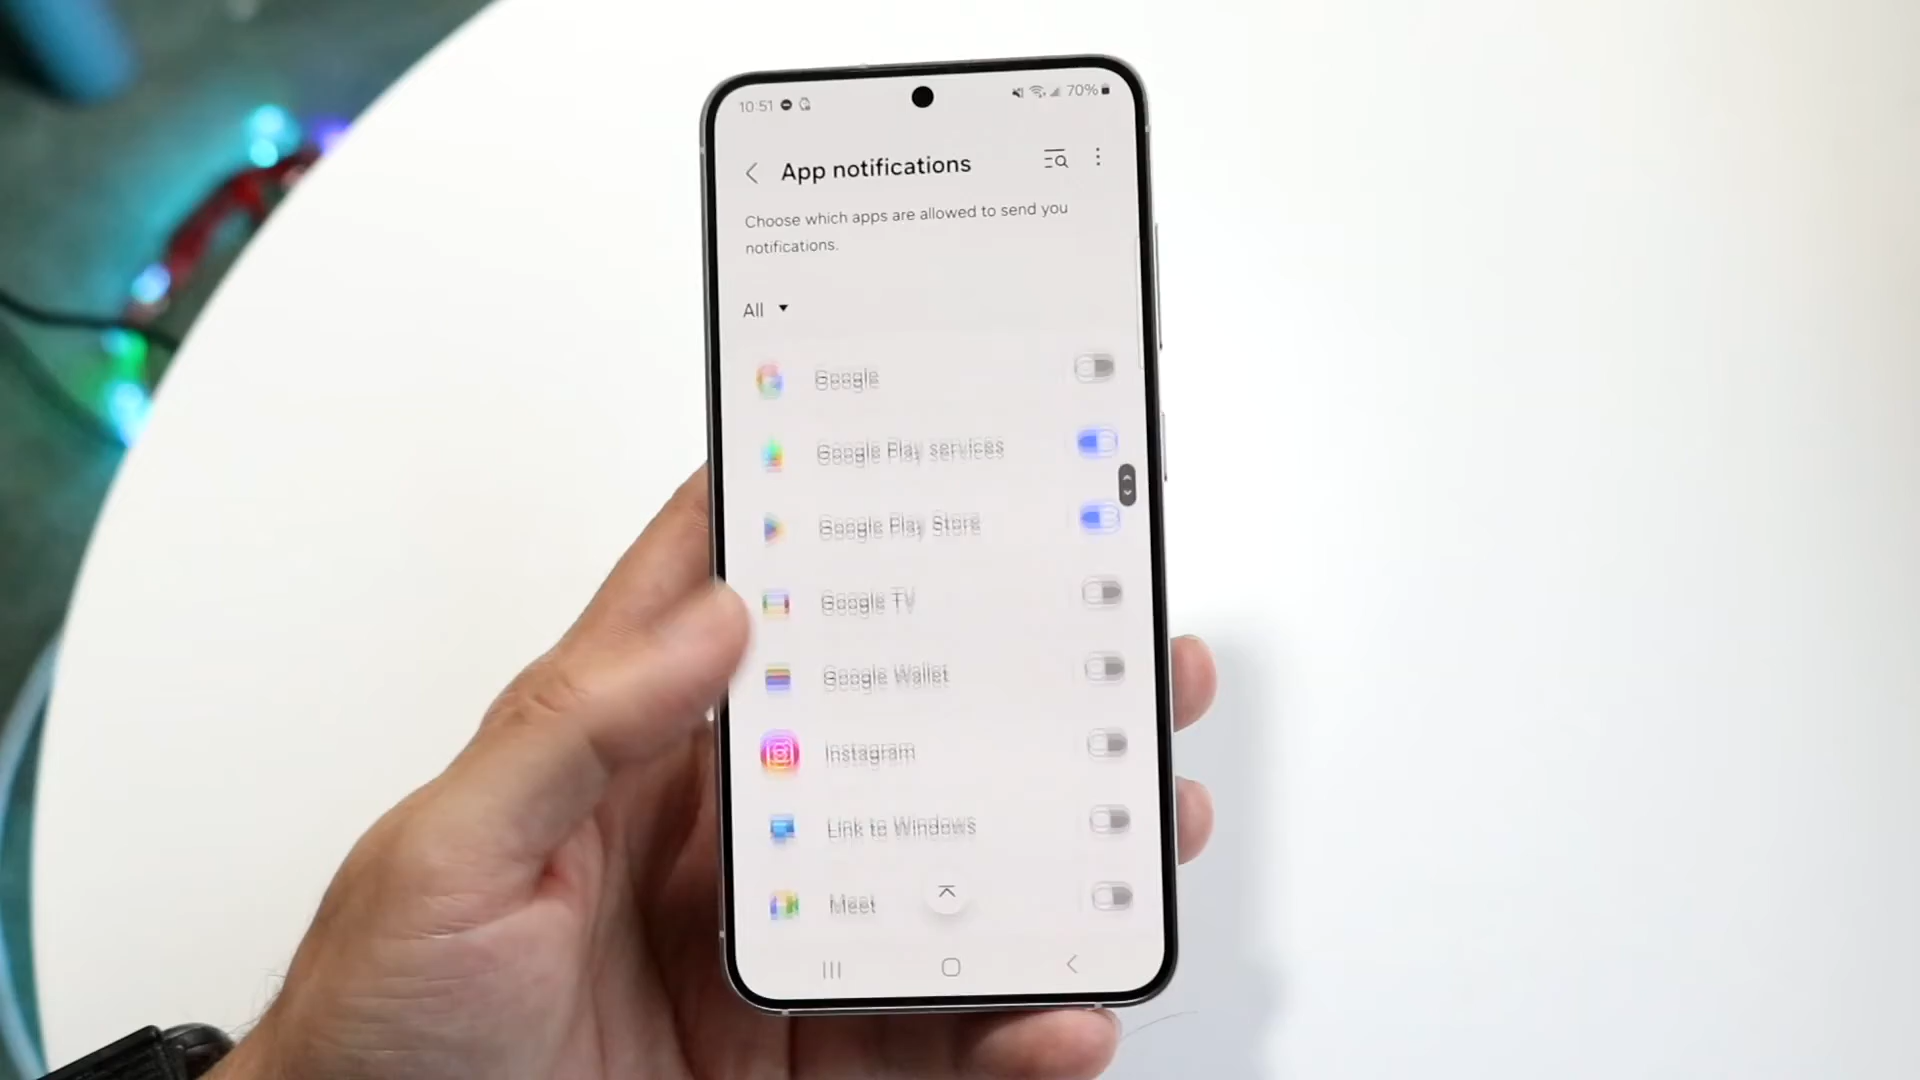 10:51
70%
App notifications
Choose which apps are allowed to send you
notifications.
All
Google
Google Play services
Google Play Store
Google TV
Google Wallet
Instagram
Link to Windows
Meet